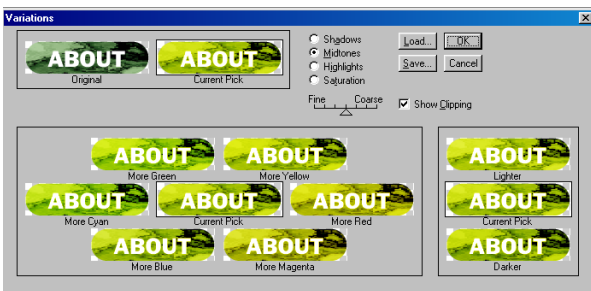 Variations
ABOUT ABOUT
Original Current Pick
Shadows
Midtones
Highlights
Saturation
Fine Coarse
Load... OK
Save... Cancel
Show Clipping
ABOUT ABOUT
More Green More Yellow
ABOUT ABOUT ABOUT
More Cyan Current Pick More Red
ABOUT ABOUT
More Blue More Magenta
ABOUT
Lighter
ABOUT
Current Pick
ABOUT
Darker